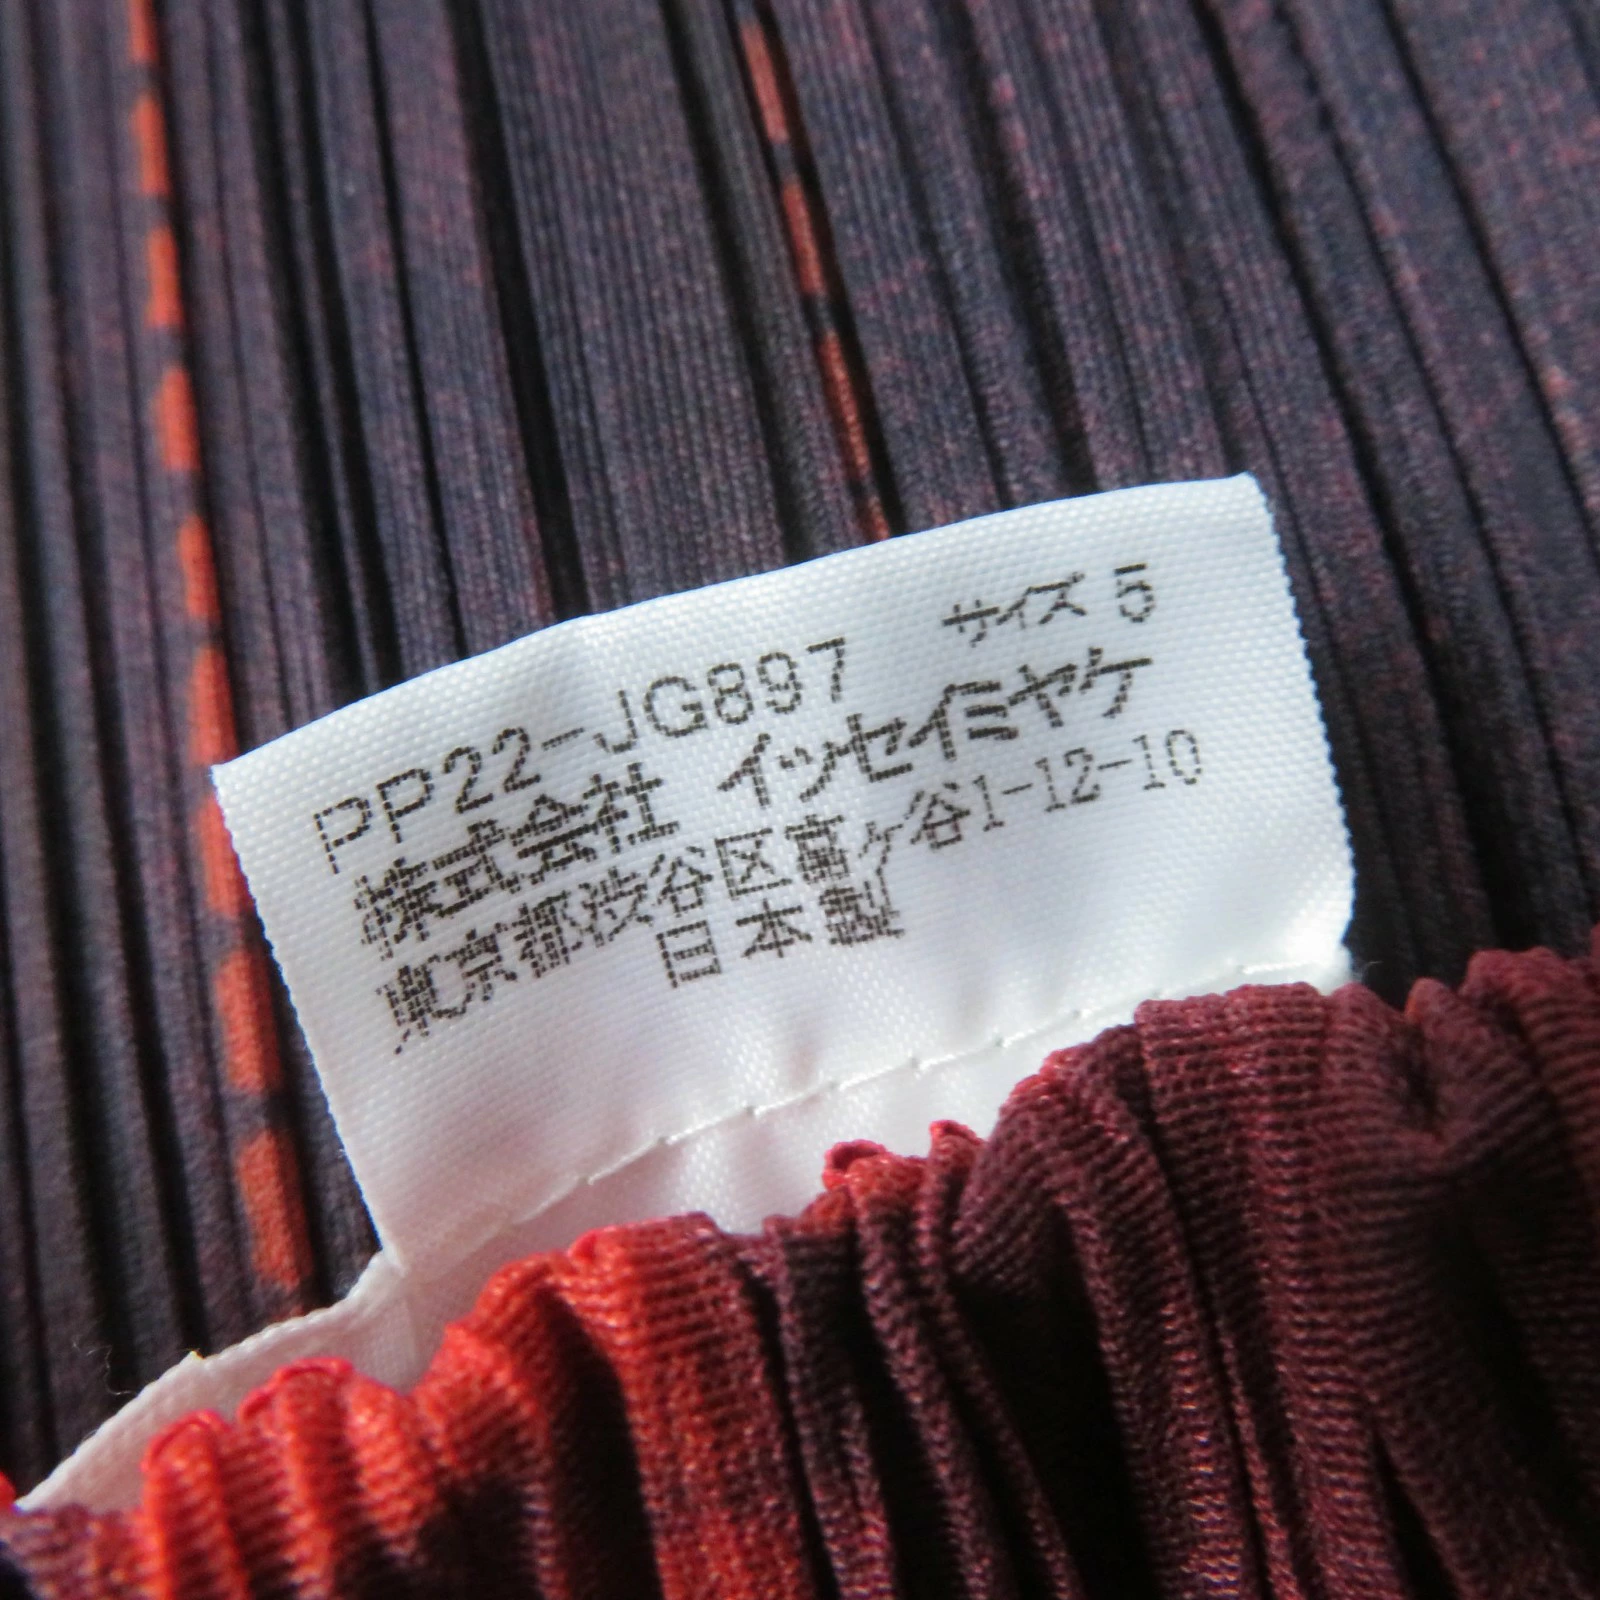 PP22-JG897 サイズ 5
株式会社 イッセイミヤケ
東京都渋谷区富ヶ谷1-12-10
日本製